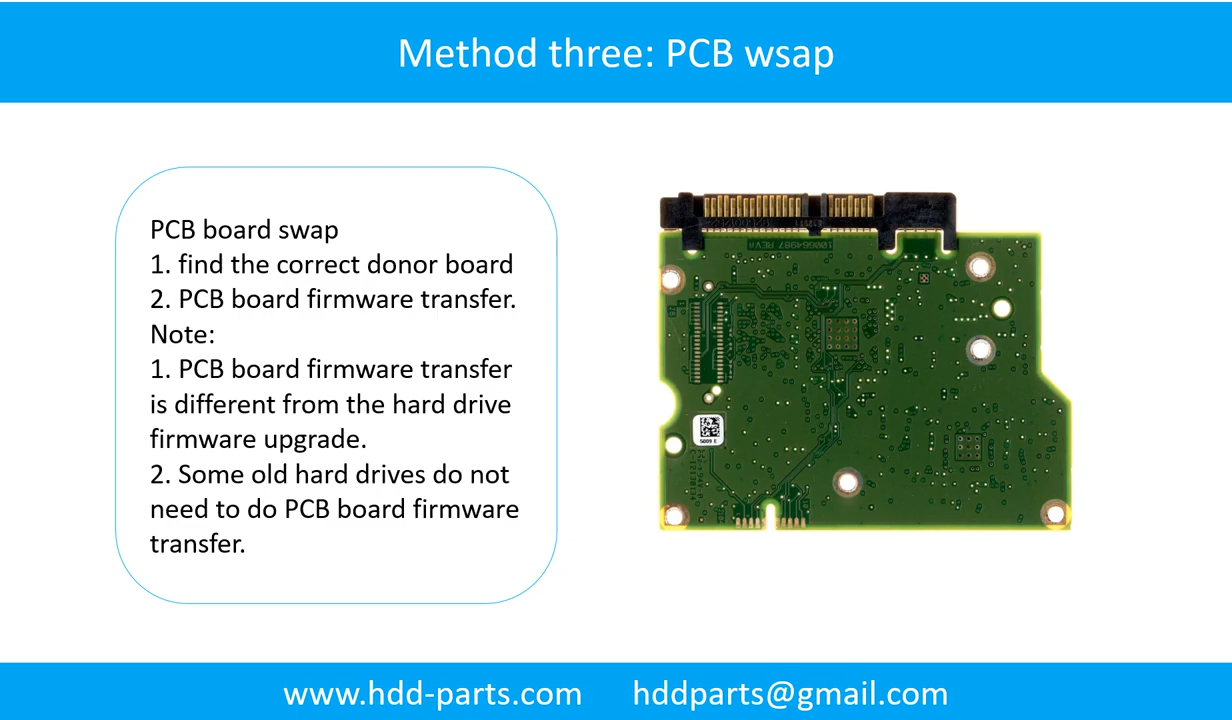 Method three: PCB wsap
PCB board swap
1. find the correct donor board
2. PCB board firmware transfer.
Note:
1. PCB board firmware transfer
is different from the hard drive
firmware upgrade.
2. Some old hard drives do not
need to do PCB board firmware
transfer.
100664987 REVA
www.hdd-parts.com hddparts@gmail.com